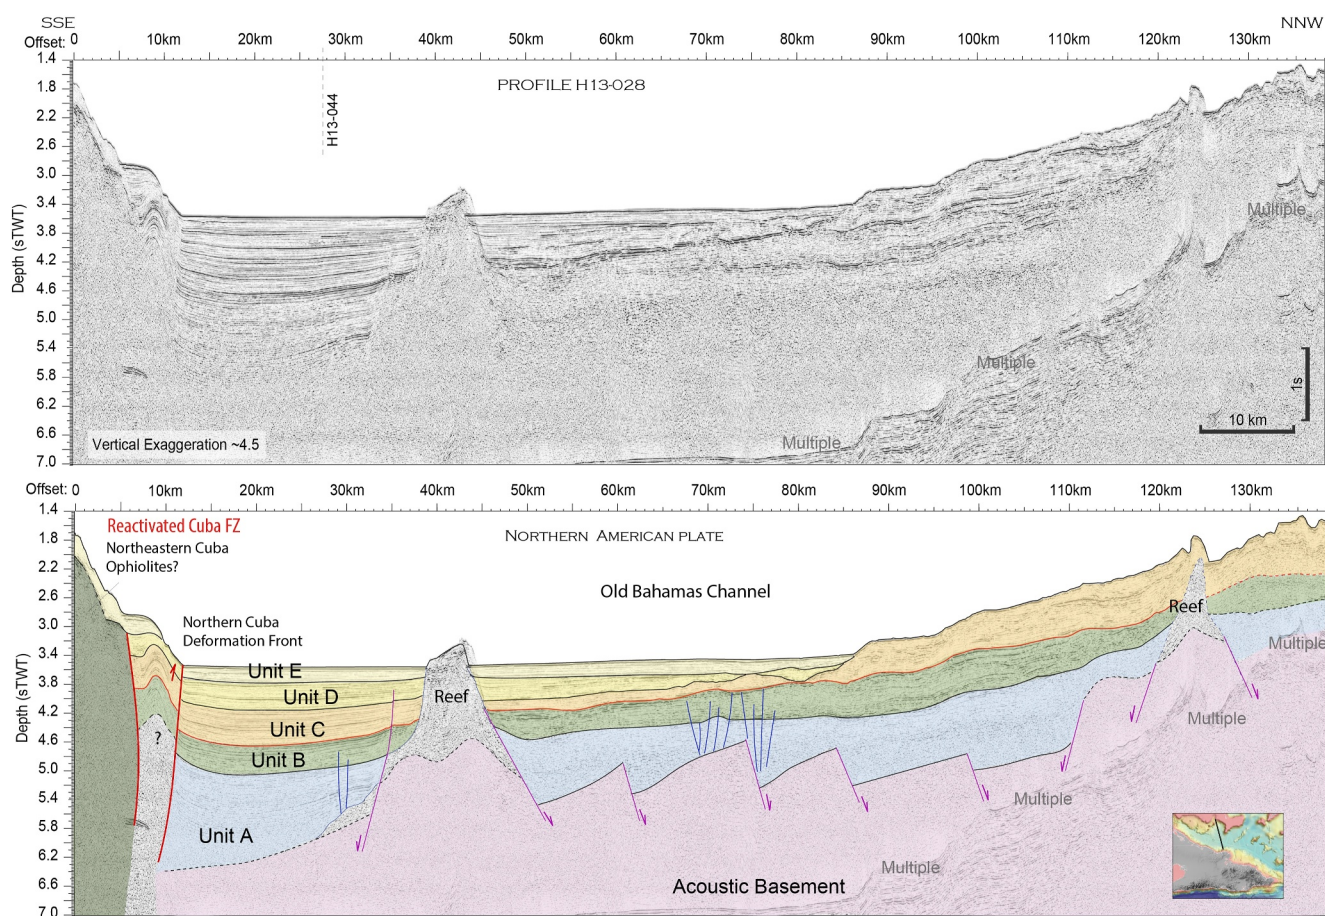 SSE
NNW
Offset: 0 10km 20km 30km 40km 50km 60km 70km 80km 90km 100km 110km 120km 130km
1.4
1.8
2.2
2.6
3.0
3.4
3.8
4.2
4.6
5.0
5.4
5.8
6.2
6.6
7.0
Depth (sTWT)
PROFILE H13-028
H13-044
Multiple
Multiple
Multiple
1s
10 km
Vertical Exaggeration ~4.5
Offset: 0 10km 20km 30km 40km 50km 60km 70km 80km 90km 100km 110km 120km 130km
1.4
1.8
2.2
2.6
3.0
3.4
3.8
4.2
4.6
5.0
5.4
5.8
6.2
6.6
7.0
Depth (sTWT)
Reactivated Cuba FZ
Northeastern Cuba
Ophiolites?
NORTHERN AMERICAN PLATE
Old Bahamas Channel
Northern Cuba
Deformation Front
Reef
Reef
Unit E
Unit D
Unit C
Unit B
Unit A
?
Multiple
Multiple
Multiple
Multiple
Acoustic Basement